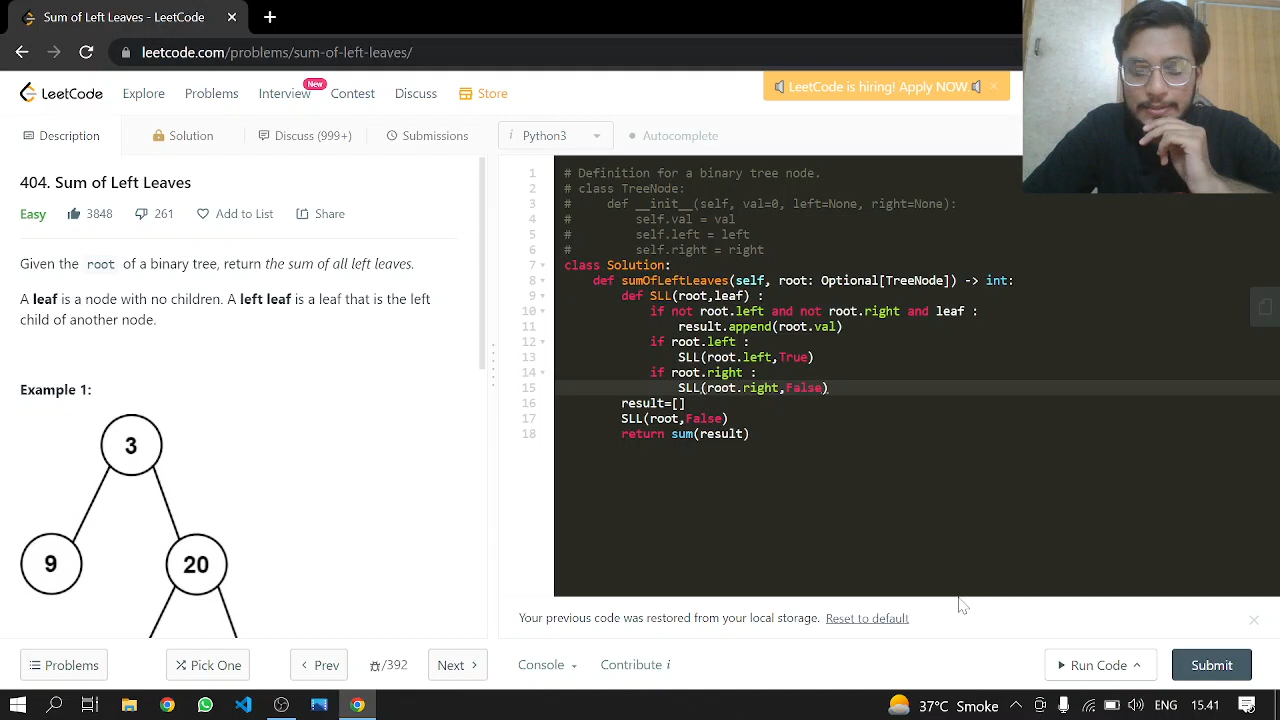 Sum of Left Leaves - LeetCode
leetcode.com/problems/sum-of-left-leaves/
LeetCode
Explore
Problems
Interview
New
Contest
Discuss
Store
LeetCode is hiring! Apply NOW.
Description
Solution
Discuss (999+)
Submissions
i Python3
Autocomplete
404. Sum of Left Leaves
Easy
3848
261
Add to List
Share
Given the root of a binary tree, return the sum of all left leaves.
A leaf is a node with no children. A left leaf is a leaf that is the left
child of another node.
Example 1:
3
9
20
1 # Definition for a binary tree node.
2 # class TreeNode:
3 #     def __init__(self, val=0, left=None, right=None):
4 #         self.val = val
5 #         self.left = left
6 #         self.right = right
7 class Solution:
8     def sumOfLeftLeaves(self, root: Optional[TreeNode]) -> int:
9         def SLL(root,leaf) :
10             if not root.left and not root.right and leaf :
11                 result.append(root.val)
12             if root.left :
13                 SLL(root.left,True)
14             if root.right :
15                 SLL(root.right,False)
16         result=[]
17         SLL(root,False)
18         return sum(result)
Your previous code was restored from your local storage. Reset to default
Problems
Pick One
Prev
/392
Next
Console
Contribute i
Run Code
Submit
37°C Smoke
ENG
15.41